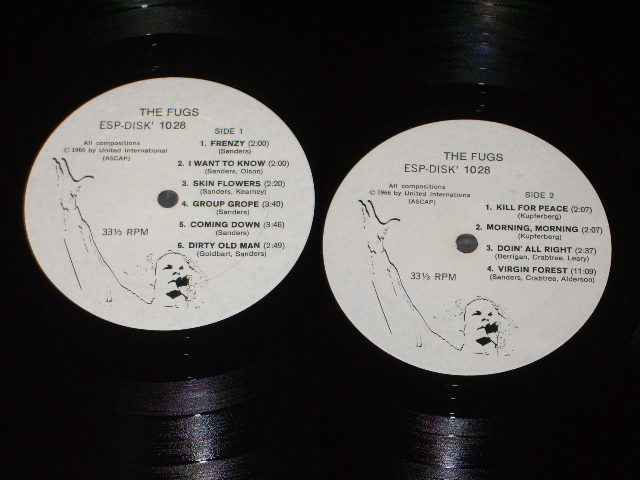 THE FUGS
ESP-DISK' 1028
SIDE 1
All compositions
© 1966 by United International
(ASCAP)
1. FRENZY (2:00)
(Sanders)
2. I WANT TO KNOW (2:00)
(Sanders, Olson)
3. SKIN FLOWERS (2:20)
(Sanders, Kearney)
4. GROUP GROPE (3:40)
(Sanders)
5. COMING DOWN (3:46)
(Sanders)
6. DIRTY OLD MAN (2:49)
(Goldbart, Sanders)
33⅓ RPM
THE FUGS
ESP-DISK' 1028
SIDE 2
All compositions
© 1966 by United Internationa
(ASCAP)
1. KILL FOR PEACE (2:07)
(Kupferberg)
2. MORNING, MORNING (2:07)
(Kupferberg)
3. DOIN' ALL RIGHT (2:37)
(Berrigan, Crabtree, Leary)
4. VIRGIN FOREST (11:09)
(Sanders, Crabtree, Alderson)
33⅓ RPM